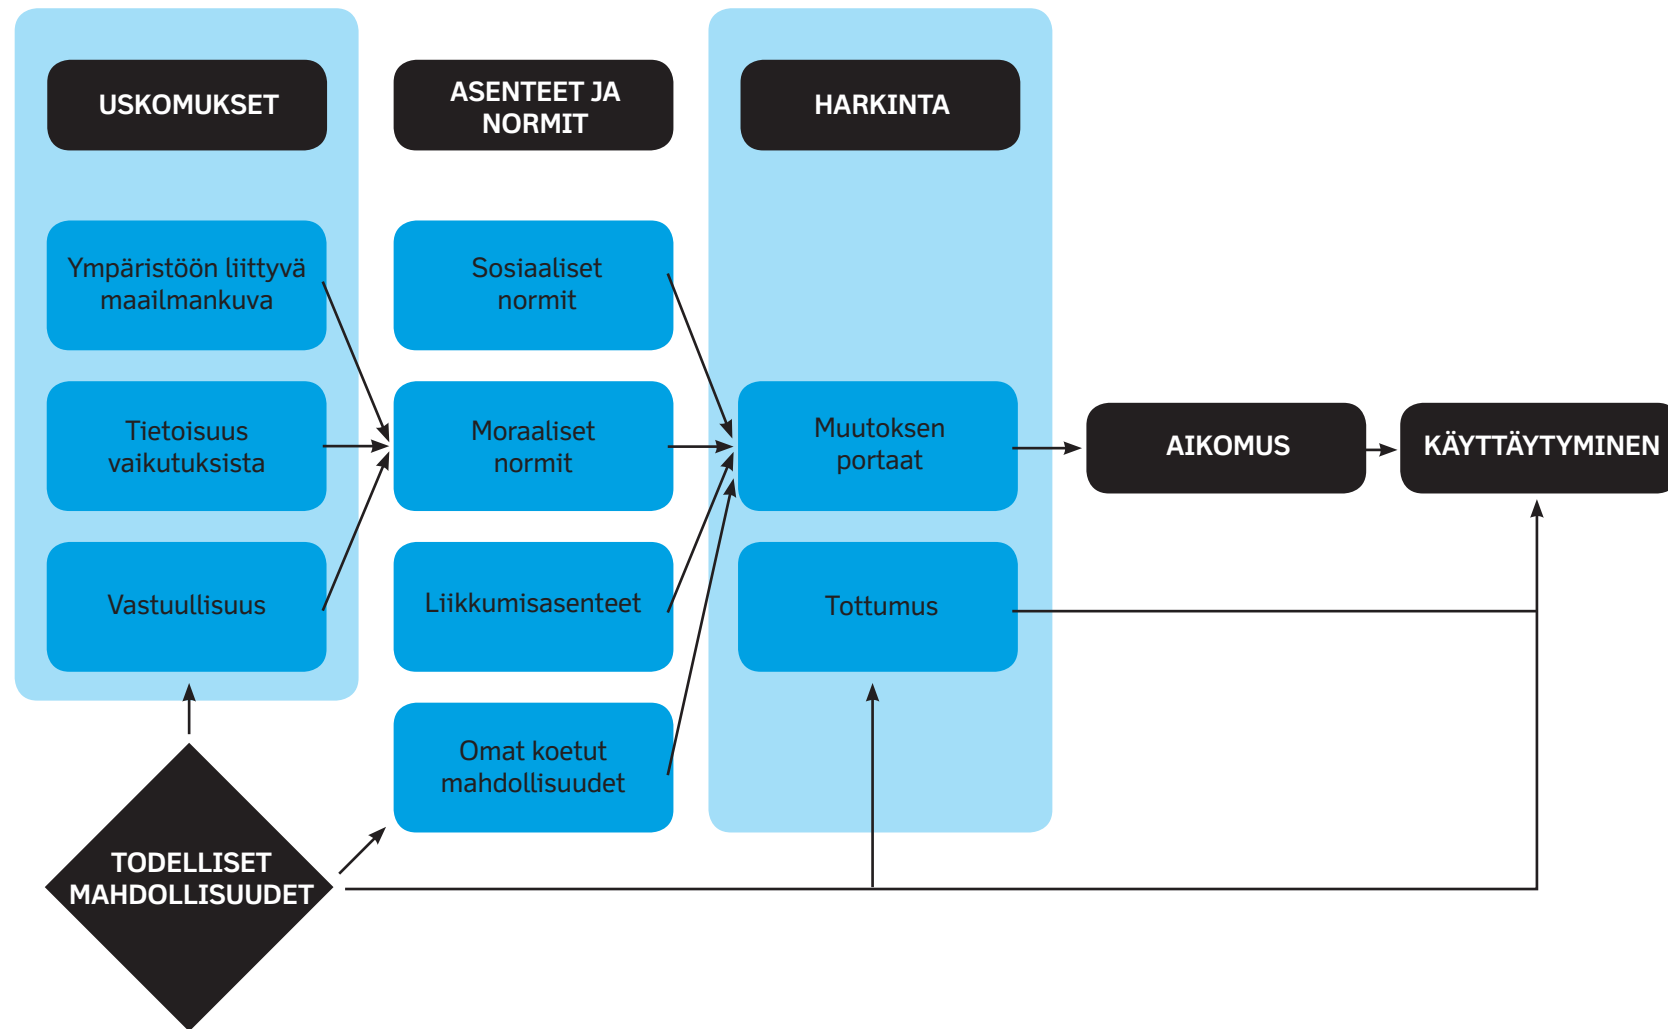 USKOMUKSET
ASENTEET JA
NORMIT
HARKINTA
Ympäristöön liittyvä
maailmankuva
Sosiaaliset
normit
Tietoisuus
vaikutuksista
Moraaliset
normit
Muutoksen
portaat
AIKOMUS
KÄYTTÄYTYMINEN
Vastuullisuus
Liikkumisasenteet
Tottumus
Omat koetut
mahdollisuudet
TODELLISET
MAHDOLLISUUDET